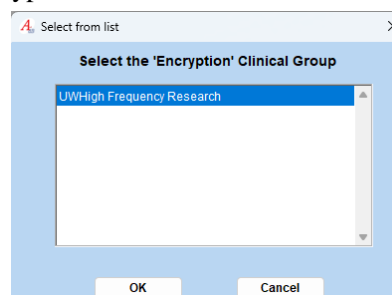 Select from list
Select the 'Encryption' Clinical Group
UWHigh Frequency Research
OK
Cancel